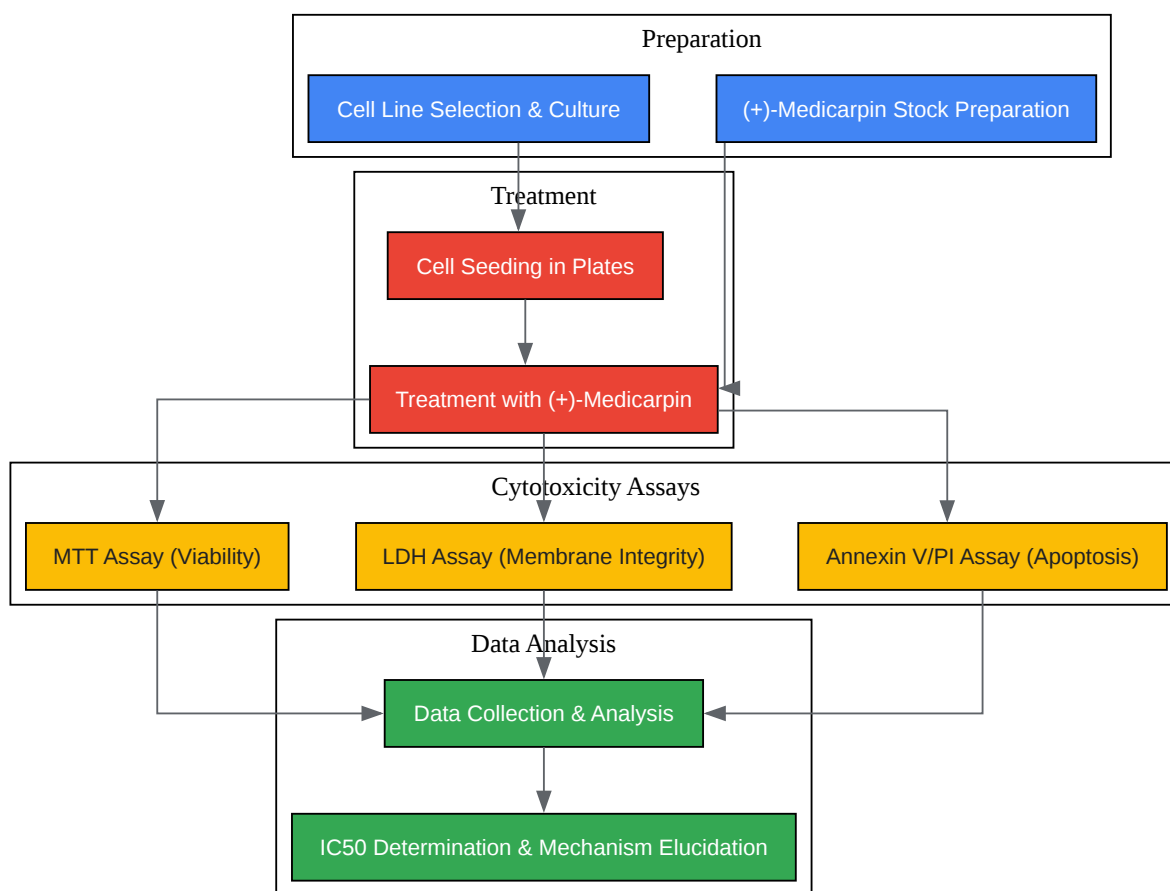 Preparation
Cell Line Selection & Culture
(+)-Medicarpin Stock Preparation
Treatment
Cell Seeding in Plates
Treatment with (+)-Medicarpin
Cytotoxicity Assays
MTT Assay (Viability)
LDH Assay (Membrane Integrity)
Annexin V/PI Assay (Apoptosis)
Data Analysis
Data Collection & Analysis
IC50 Determination & Mechanism Elucidation